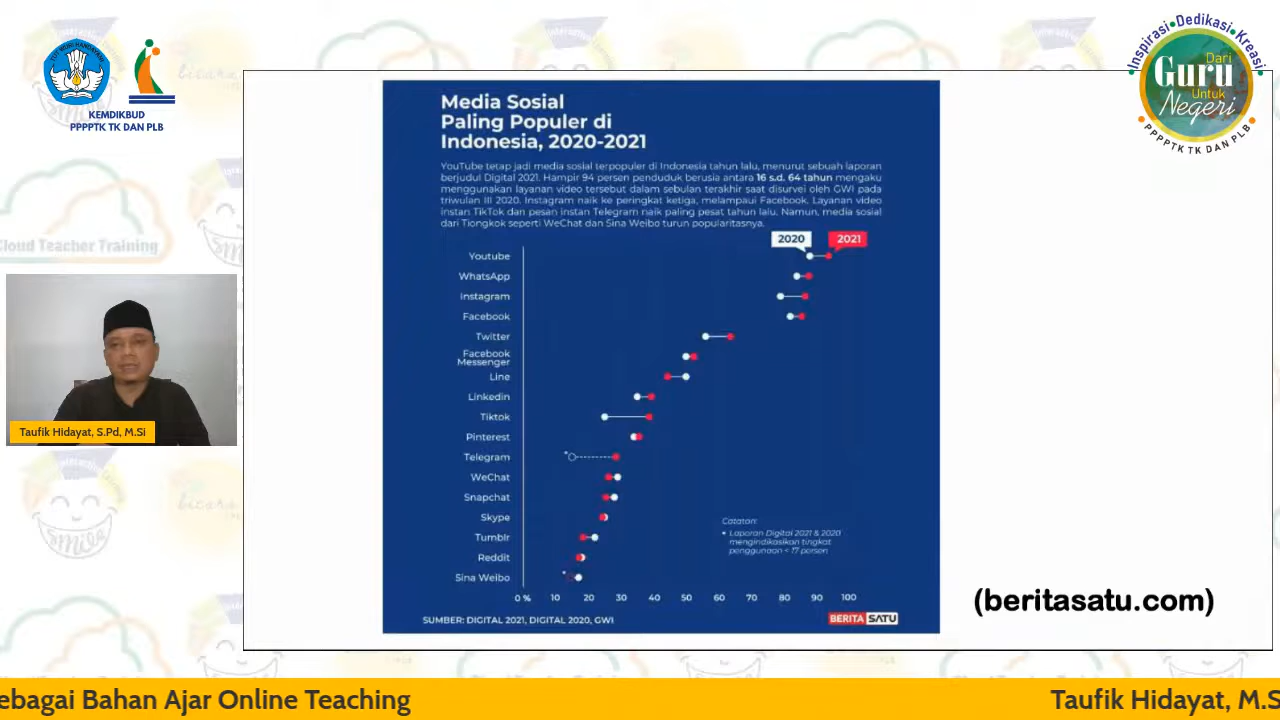 KEMDIKBUD
PPPPTK TK DAN PLB
Inspirasi•Dedikasi•Kreasi
Dari
Guru
Untuk
Negeri
PPPPTK TK DAN PLB
Cloud Teacher Training
Taufik Hidayat, S.Pd, M.Si
Media Sosial
Paling Populer di
Indonesia, 2020-2021
YouTube tetap jadi media sosial terpopuler di Indonesia tahun lalu, menurut sebuah laporan
berjudul Digital 2021. Hampir 94 persen penduduk berusia antara 16 s.d. 64 tahun mengaku
menggunakan layanan video tersebut dalam sebulan terakhir saat disurvei oleh GWI pada
triwulan III 2020. Instagram naik ke peringkat ketiga, melampaui Facebook. Layanan video
instan TikTok dan pesan instan Telegram naik paling pesat tahun lalu. Namun, media sosial
dari Tiongkok seperti WeChat dan Sina Weibo turun popularitasnya.
2020 2021
Youtube
WhatsApp
Instagram
Facebook
Twitter
Facebook
Messenger
Line
Linkedin
Tiktok
Pinterest
Telegram
WeChat
Snapchat
Skype
Tumblr
Reddit
Sina Weibo
Catatan:
* Laporan Digital 2021 & 2020
mengindikasikan tingkat
penggunaan < 17 persen
0 % 10 20 30 40 50 60 70 80 90 100
SUMBER: DIGITAL 2021, DIGITAL 2020, GWI
BERITA SATU
(beritasatu.com)
ebagai Bahan Ajar Online Teaching
Taufik Hidayat, M.S